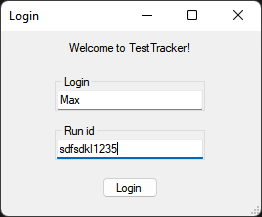 Login
Welcome to TestTracker!
Login
Max
Run id
sdfsdkl1235
Login